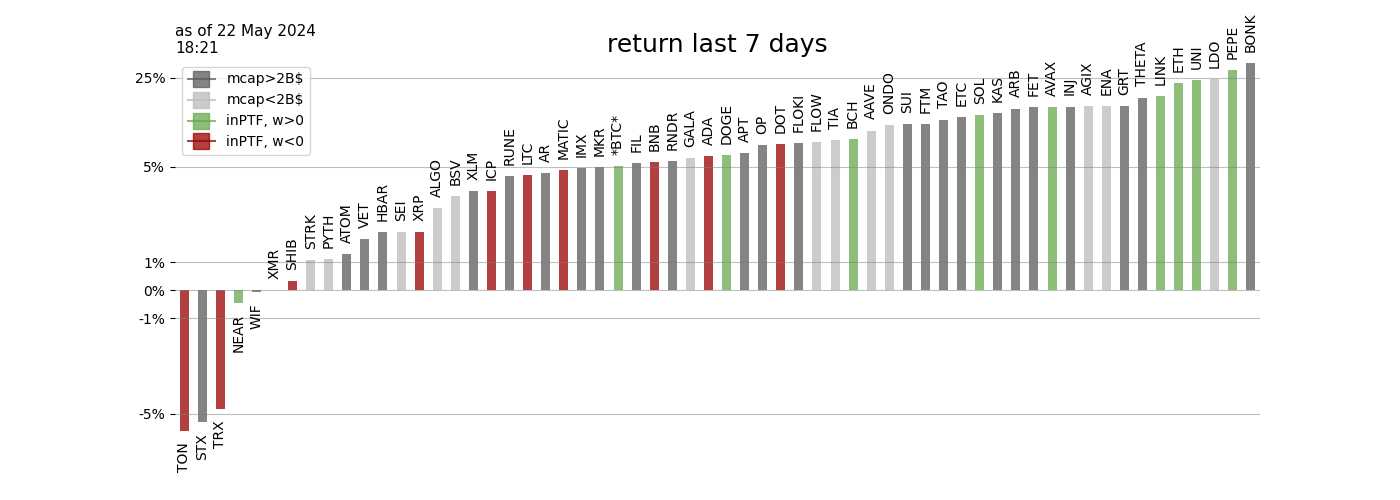 as of 22 May 2024
18:21
return last 7 days
mcap>2B$
mcap<2B$
inPTF, w>0
inPTF, w<0
25%
5%
1%
0%
-1%
-5%
TON
STX
TRX
NEAR
WIF
XMR
SHIB
STRK
PYTH
ATOM
VET
HBAR
SEI
XRP
ALGO
BSV
XLM
ICP
RUNE
LTC
AR
MATIC
IMX
MKR
*BTC*
FIL
BNB
RNDR
GALA
ADA
DOGE
APT
OP
DOT
FLOKI
FLOW
TIA
BCH
AAVE
ONDO
SUI
FTM
TAO
ETC
SOL
KAS
ARB
FET
AVAX
INJ
AGIX
ENA
GRT
THETA
LINK
ETH
UNI
LDO
PEPE
BONK